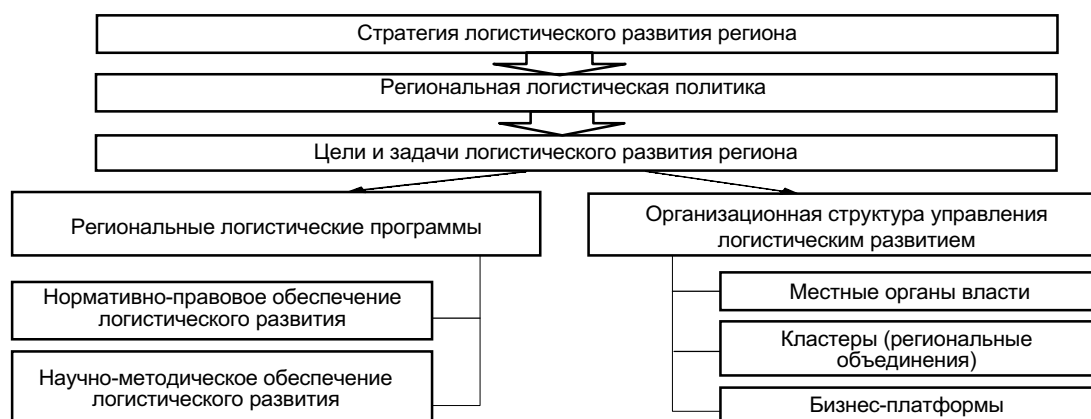 Стратегия логистического развития региона
Региональная логистическая политика
Цели и задачи логистического развития региона
Региональные логистические программы
Организационная структура управления
логистическим развитием
Нормативно-правовое обеспечение
логистического развития
Научно-методическое обеспечение
логистического развития
Местные органы власти
Кластеры (региональные
объединения)
Бизнес-платформы